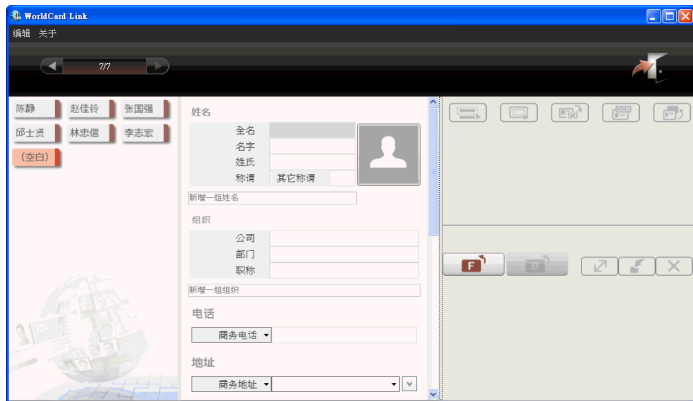 WorldCard Link
编辑 关于
7/7
陈静 赵佳铃 张国强
邱士贤 林忠信 李志宏
(空白)
姓名
全名
名字
姓氏
称谓 其它称谓
新增一组姓名
组织
公司
部门
职称
新增一组组织
电话
商务电话
地址
商务地址
F B